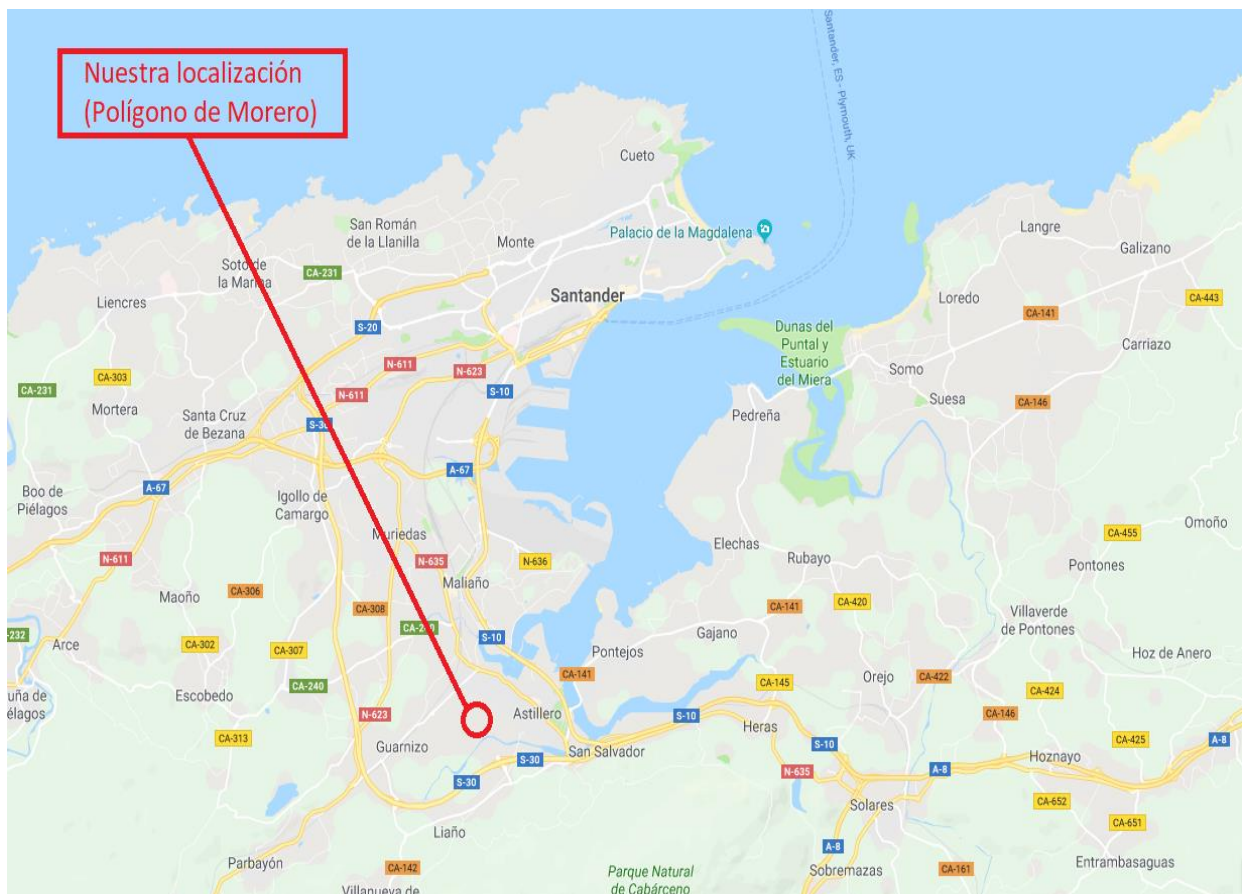 Nuestra localización
(Polígono de Morero)
Santander, ES - Plymouth, UK
Cueto
San Román
de la Llanilla
Monte
Palacio de la Magdalena
Langre
Galizano
Soto de
la Marina
CA-231
Liencres
Santander
Loredo
CA-443
CA-141
S-20
Dunas del
Puntal y
Estuario
del Miera
Carriazo
N-611
N-623
CA-303
N-611
S-10
Somo
CA-231
Mortera
Santa Cruz
de Bezana
Pedreña
Suesa
CA-146
A-67
A-67
Boo de
Piélagos
Igollo de
Camargo
Omoño
Muriedas
CA-455
N-611
N-635
N-636
Elechas
Rubayo
Pontones
Maliaño
Maoño
CA-306
CA-308
CA-141
CA-420
Villaverde
de Pontones
-232
Arce
CA-302
CA-307
S-10
Gajano
Pontejos
Hoz de Anero
Escobedo
CA-240
CA-141
CA-145
Orejo
CA-422
CA-424
N-623
Astillero
S-10
CA-146
CA-313
Guarnizo
San Salvador
Heras
S-10
CA-425
A-8
S-30
S-30
N-635
A-8
Hoznayo
Solares
CA-652
Liaño
CA-651
A-8
Parbayón
CA-142
Parque Natural
de Cabárceno
Sobremazas
CA-161
Entrambasaguas
Villanueva de